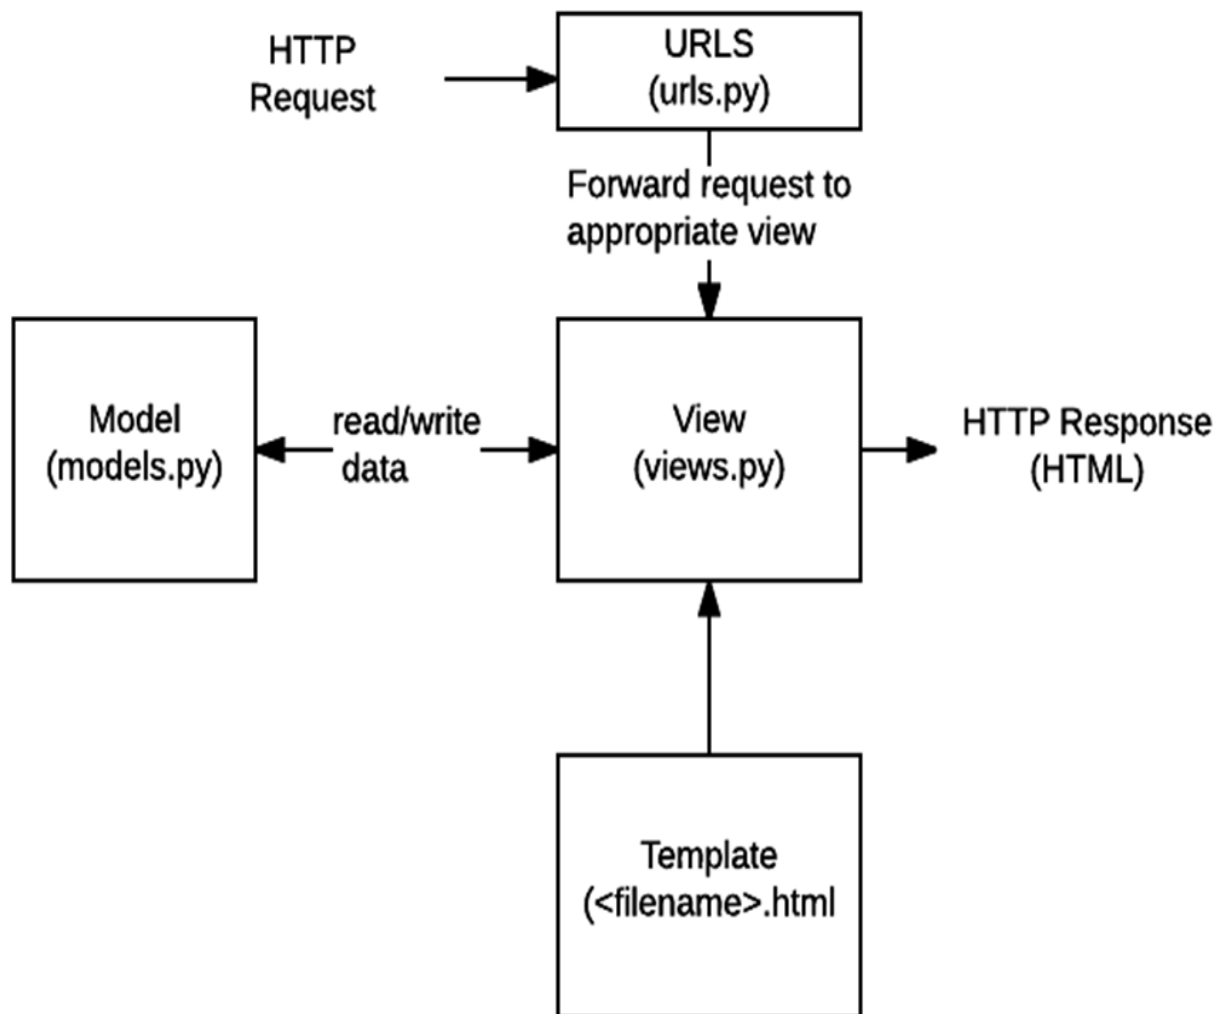 HTTP
Request
URLS
(urls.py)
Forward request to
appropriate view
Model
(models.py)
read/write
data
View
(views.py)
HTTP Response
(HTML)
Template
(<filename>.html